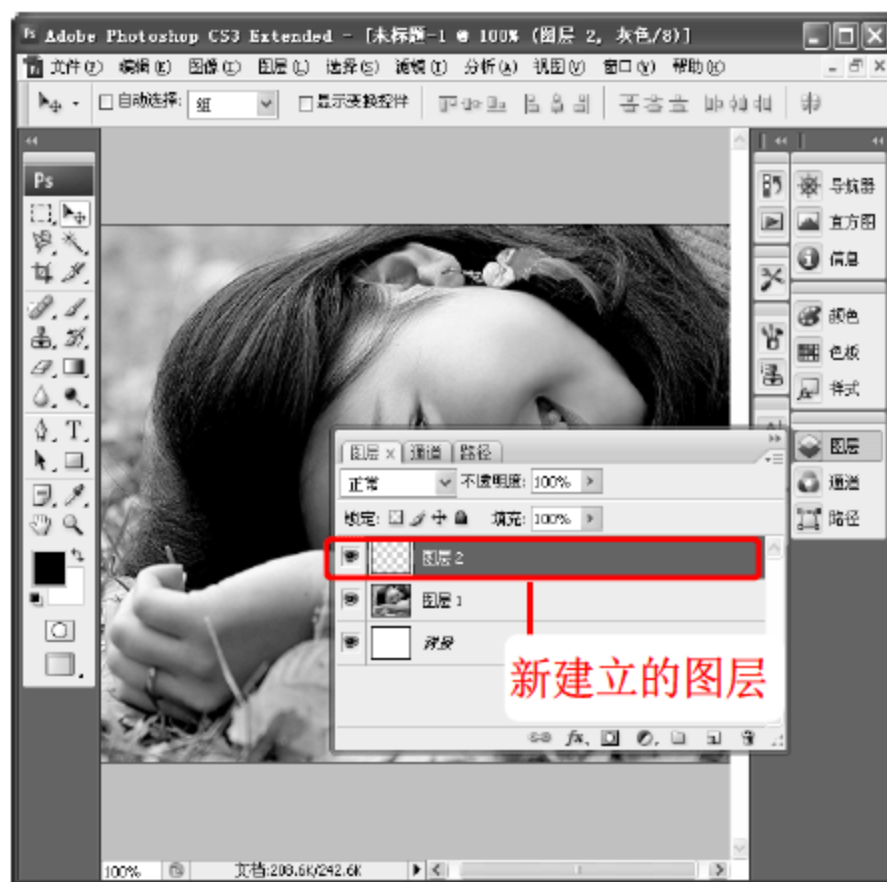 Ps Adobe Photoshop CS3 Extended - [未标题-1 @ 100% (图层 2, 灰色/8)]
文件(F) 编辑(E) 图像(I) 图层(L) 选择(S) 滤镜(T) 分析(A) 视图(V) 窗口(W) 帮助(H)
自动选择: 组 显示变换控件
Ps
导航器
直方图
信息
颜色
色板
样式
图层
通道
路径
图层 x 通道 路径
正常 不透明度: 100%
锁定: 填充: 100%
图层 2
图层 1
背景
新建立的图层
fx
100% 文档:208.6K/242.6K